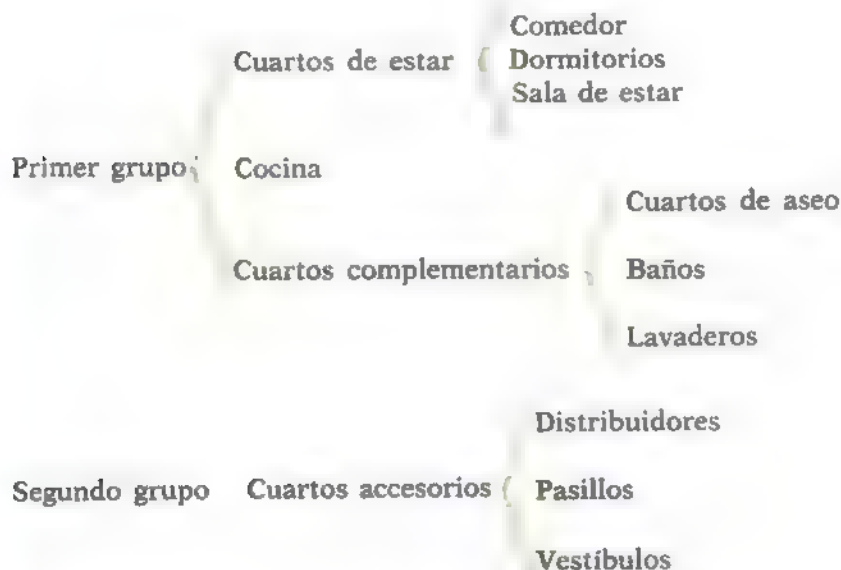 Comedor
Cuartos de estar Dormitorios
Sala de estar
Primer grupo Cocina
Cuartos de aseo
Cuartos complementarios Baños
Lavaderos
Distribuidores
Segundo grupo Cuartos accesorios Pasillos
Vestíbulos